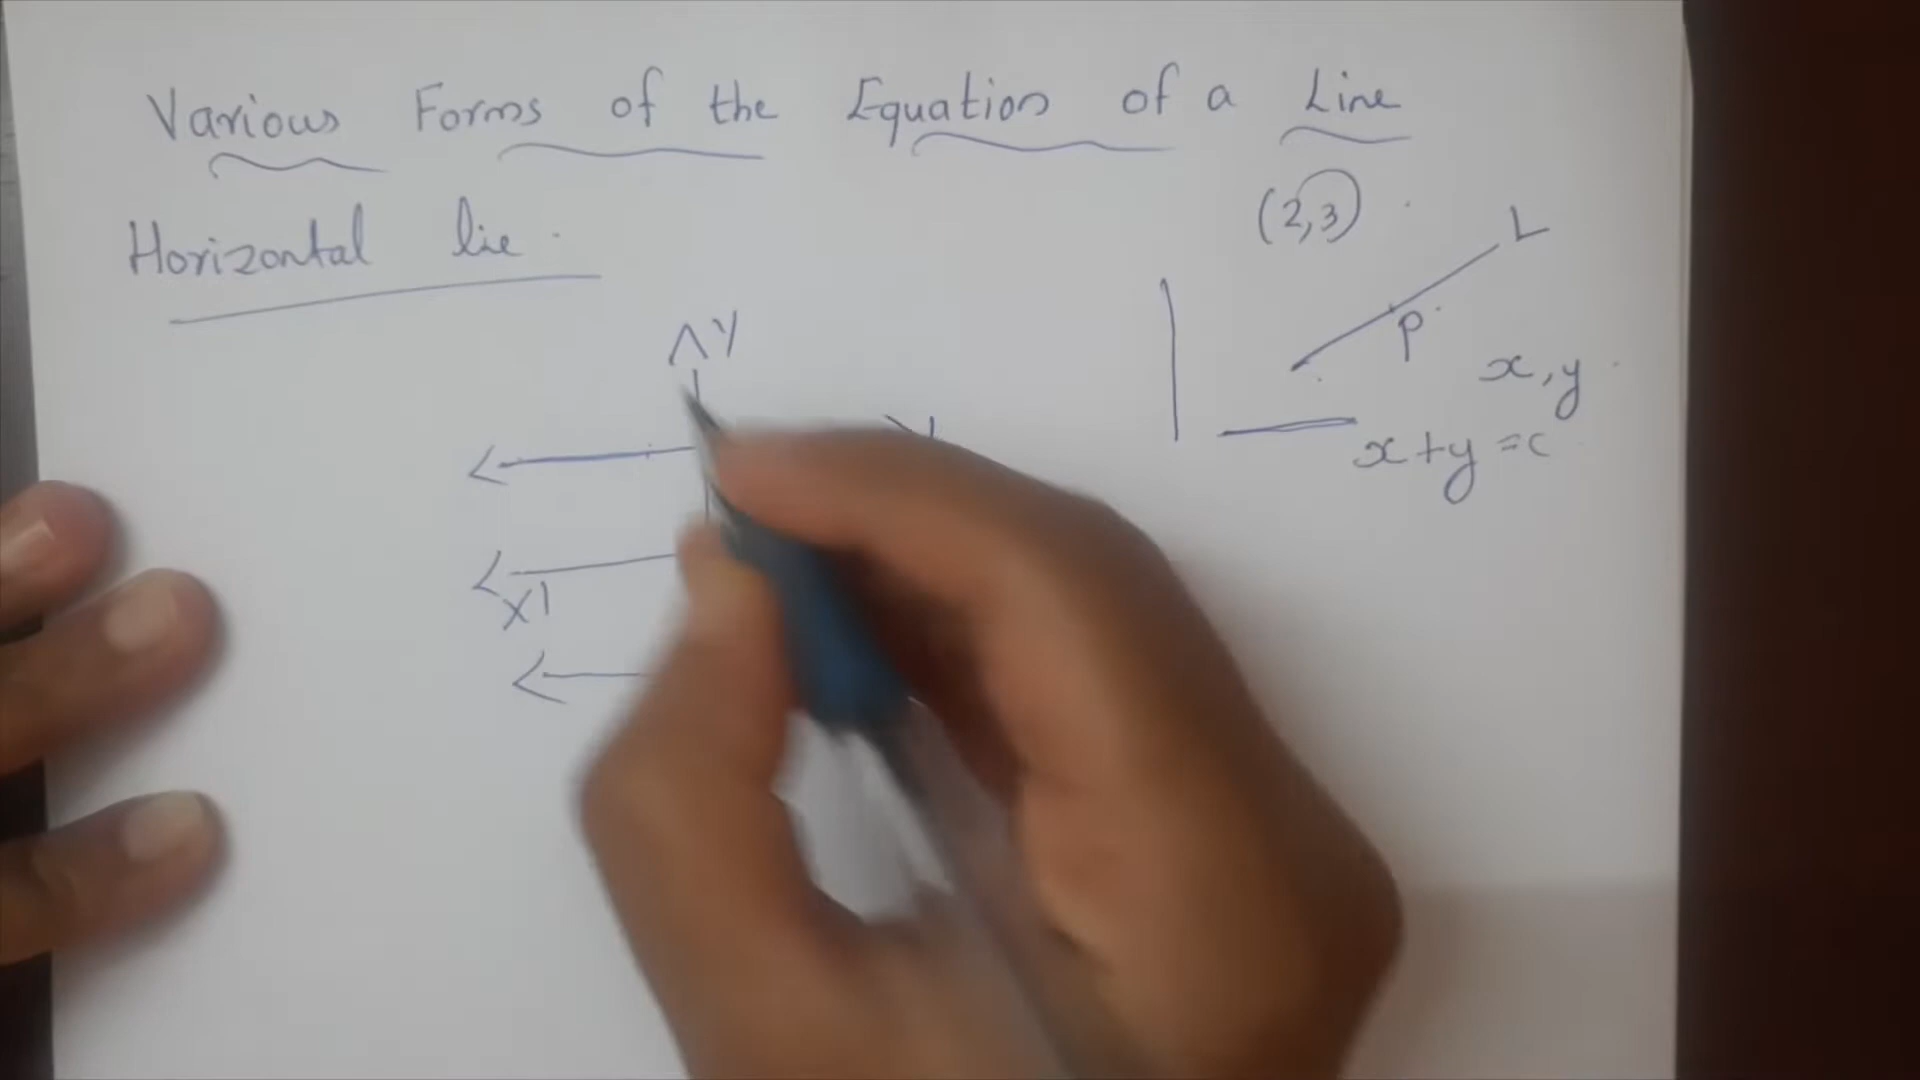 Various Forms of the Equation of a Line
Horizontal lie.
(2,3)
L
P
x,y
x+y=c
Y
X'